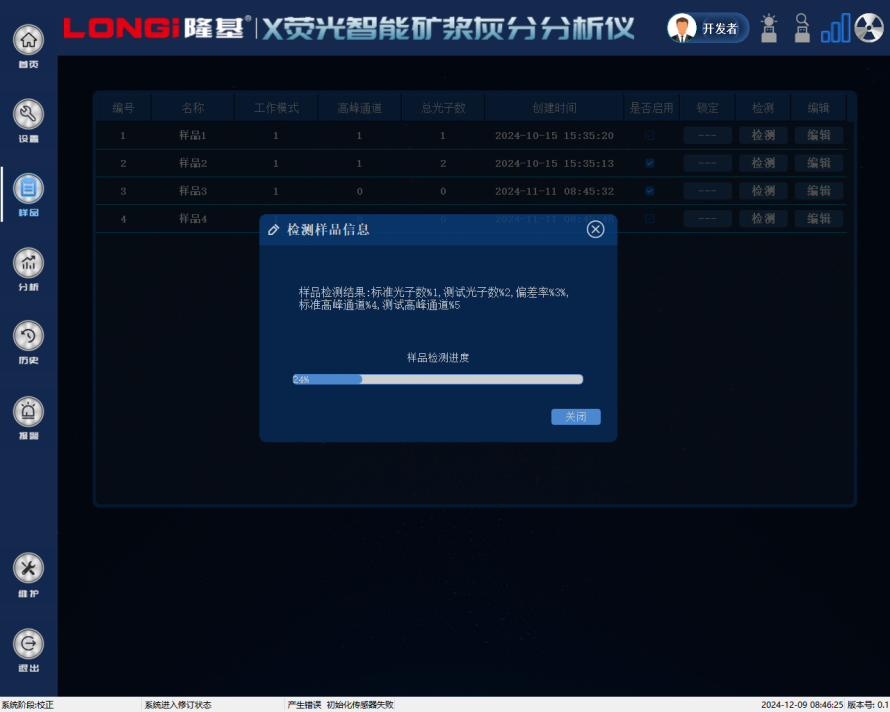 LONGi隆基® X荧光智能矿浆灰分分析仪
开发者
首页
设置
样品
分析
历史
报警
维护
退出
编号 名称 工作模式 高峰通道 总光子数 创建时间 是否启用 锁定 检测 编辑
1 样品1 1 1 1 2024-10-15 15:35:20 --- 检测 编辑
2 样品2 1 1 2 2024-10-15 15:35:13 --- 检测 编辑
3 样品3 1 0 0 2024-11-11 08:45:32 --- 检测 编辑
4 样品4 --- 检测 编辑
检测样品信息
样品检测结果:标准光子数%1,测试光子数%2,偏差率%3%,
标准高峰通道%4,测试高峰通道%5
样品检测进度
24%
关闭
系统阶段:校正 系统进入修订状态 产生错误 初始化传感器失败 2024-12-09 08:46:25 版本号: 0.1